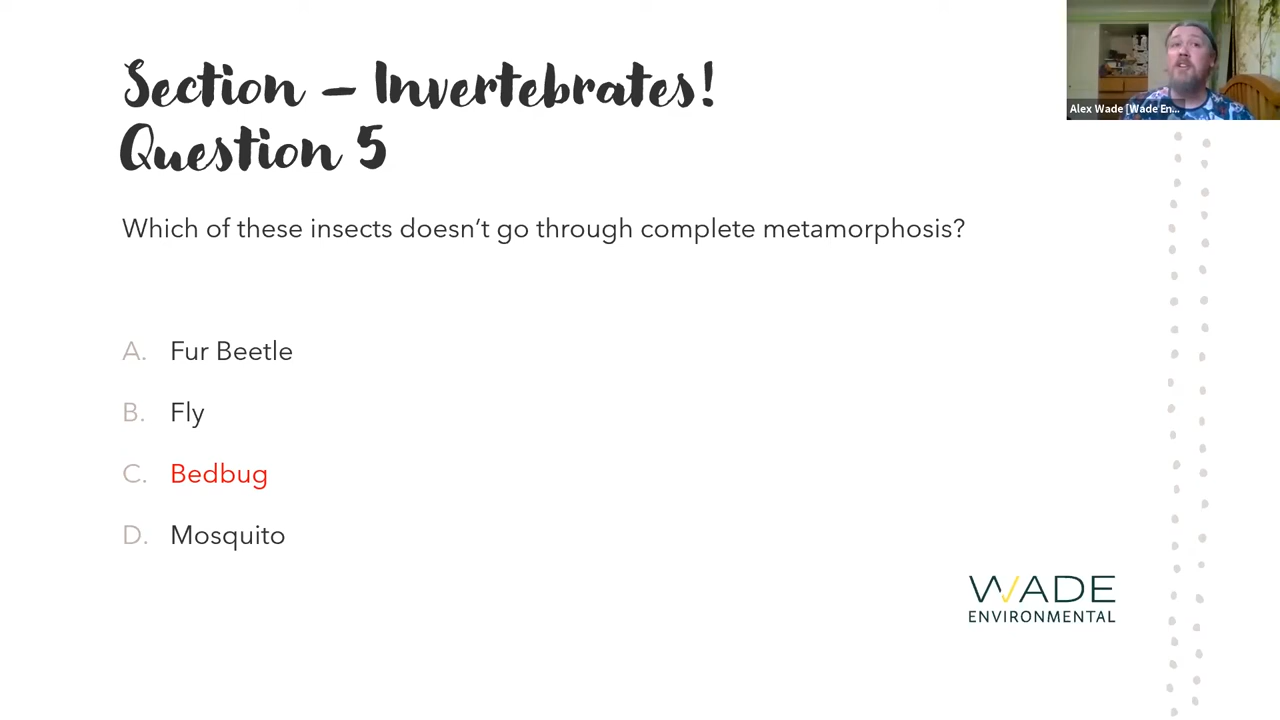 Section – Invertebrates!
Question 5
Alex Wade [Wade En...
Which of these insects doesn't go through complete metamorphosis?
A. Fur Beetle
B. Fly
C. Bedbug
D. Mosquito
WADE
ENVIRONMENTAL